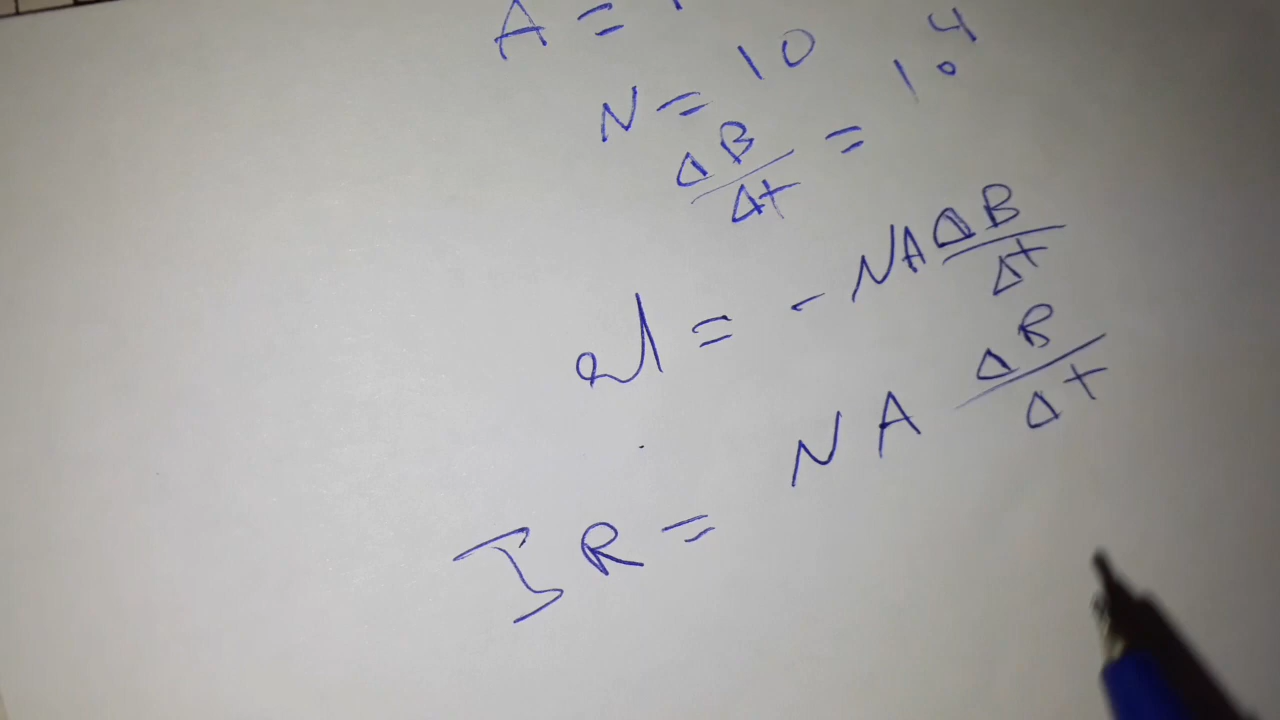 A =
N = 10
ΔB/Δt = 10⁴
= - NA ΔB/Δt
IR = NA ΔB/Δt